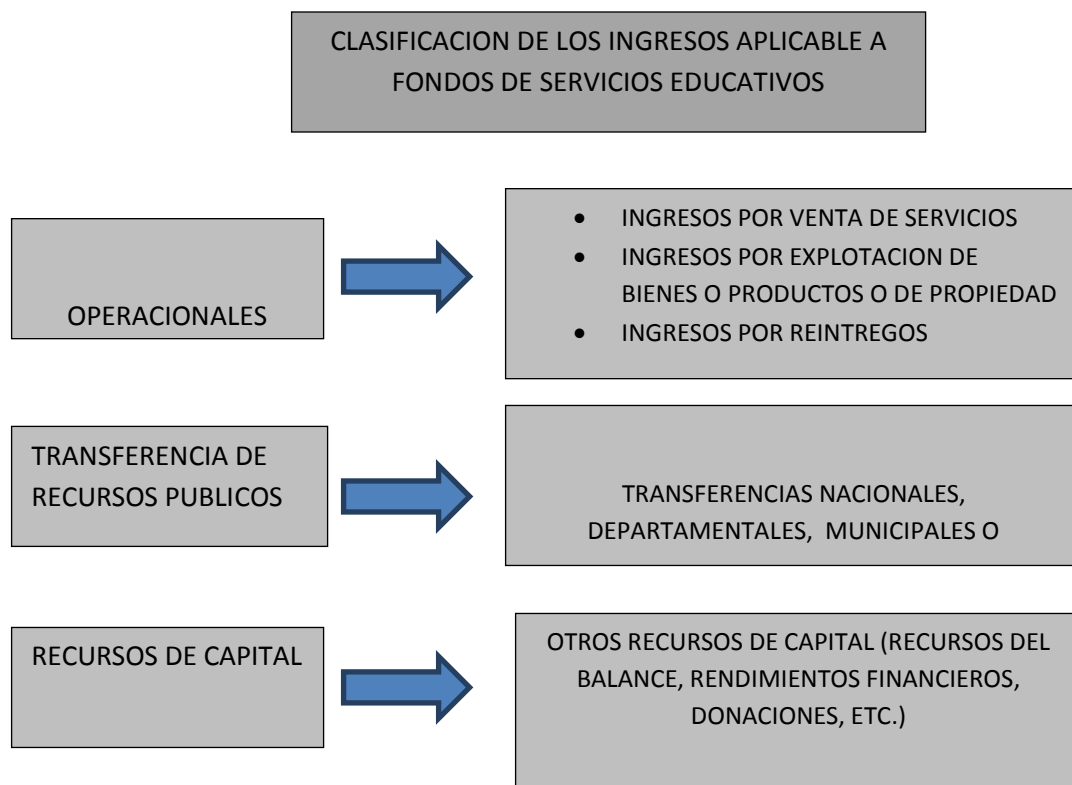 CLASIFICACION DE LOS INGRESOS APLICABLE A
FONDOS DE SERVICIOS EDUCATIVOS
OPERACIONALES
• INGRESOS POR VENTA DE SERVICIOS
• INGRESOS POR EXPLOTACION DE
BIENES O PRODUCTOS O DE PROPIEDAD
• INGRESOS POR REINTREGOS
TRANSFERENCIA DE
RECURSOS PUBLICOS
TRANSFERENCIAS NACIONALES,
DEPARTAMENTALES, MUNICIPALES O
RECURSOS DE CAPITAL
OTROS RECURSOS DE CAPITAL (RECURSOS DEL
BALANCE, RENDIMIENTOS FINANCIEROS,
DONACIONES, ETC.)